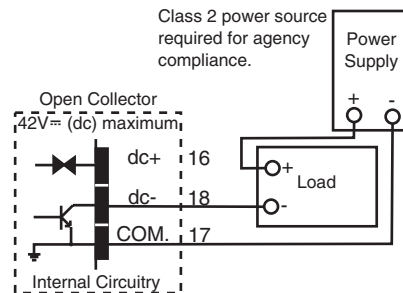 Class 2 power source
required for agency
compliance.
Power
Supply
+ -
Open Collector
42V⎓ (dc) maximum
dc+ 16
+
Load
dc- 18
-
COM. 17
Internal Circuitry